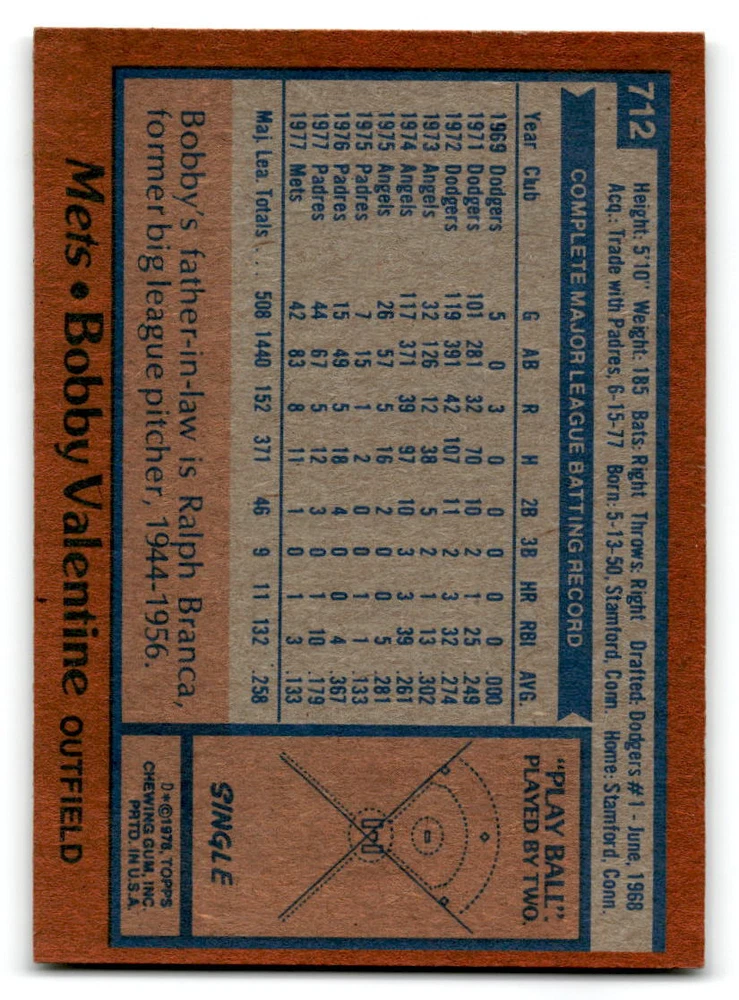 712
Height: 5'10" Weight: 185 Bats: Right Throws: Right Drafted: Dodgers #1 - June, 1968
Acq: Trade with Padres, 6-15-77 Born: 5-13-50, Stamford, Conn. Home: Stamford, Conn.
COMPLETE MAJOR LEAGUE BATTING RECORD
Year Club G AB R H 2B 3B HR RBI AVG.
1969 Dodgers 5 0 3 0 0 0 0 0 .000
1971 Dodgers 101 281 32 70 10 2 1 25 .249
1972 Dodgers 119 391 42 107 11 2 3 32 .274
1973 Angels 32 126 12 38 5 2 1 13 .302
1974 Angels 117 371 39 97 10 3 3 39 .261
1975 Angels 26 57 5 16 2 0 0 5 .281
1975 Padres 7 15 1 2 0 0 1 1 .133
1976 Padres 15 49 5 18 4 0 0 4 .367
1977 Padres 44 67 5 12 3 0 1 10 .179
1977 Mets 42 83 8 11 1 0 1 3 .133
Maj. Lea. Totals .... 508 1440 152 371 46 9 11 132 .258
Bobby's father-in-law is Ralph Branca,
former big league pitcher, 1944-1956.
"PLAY BALL"
PLAYED BY TWO.
SINGLE
D*©1978, TOPPS
CHEWING GUM, INC.
PRTD. IN U.S.A.
Mets • Bobby Valentine OUTFIELD